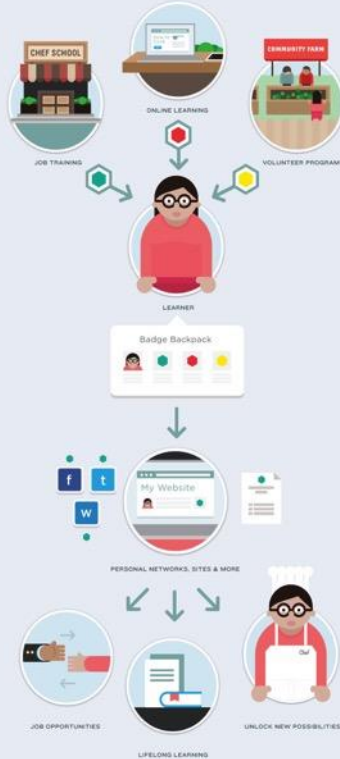 CHEF SCHOOL
COMMUNITY FARM
ONLINE LEARNING
JOB TRAINING
VOLUNTEER PROGRAM
LEARNER
Badge Backpack
f
t
W
My Website
PERSONAL NETWORKS, SITES & MORE
Chef
JOB OPPORTUNITIES
UNLOCK NEW POSSIBILITIES
LIFELONG LEARNING